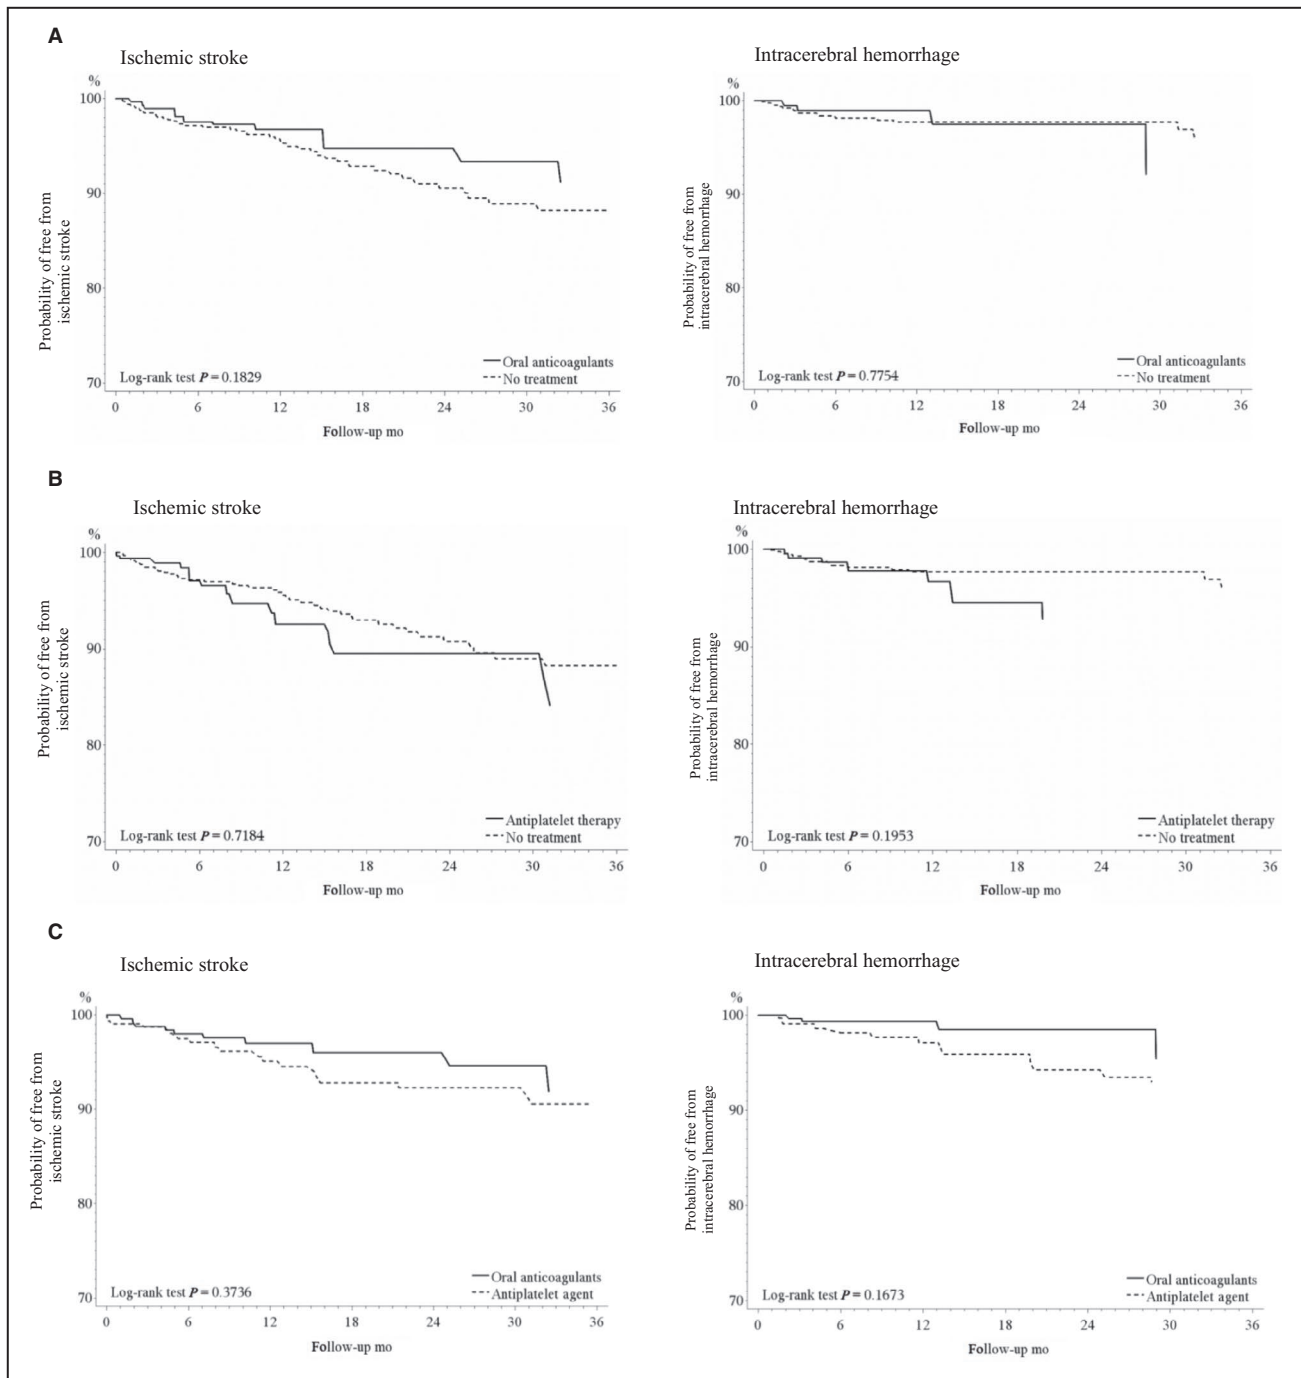 A
Ischemic stroke
%
100
90
80
70
Probability of free from
ischemic stroke
Log-rank test P = 0.1829
Oral anticoagulants
No treatment
0 6 12 18 24 30 36
Follow-up mo
Intracerebral hemorrhage
%
100
90
80
70
Probability of free from
intracerebral hemorrhage
Log-rank test P = 0.7754
Oral anticoagulants
No treatment
0 6 12 18 24 30 36
Follow-up mo
B
Ischemic stroke
%
100
90
80
70
Probability of free from
ischemic stroke
Log-rank test P = 0.7184
Antiplatelet therapy
No treatment
0 6 12 18 24 30 36
Follow-up mo
Intracerebral hemorrhage
%
100
90
80
70
Probability of free from
intracerebral hemorrhage
Log-rank test P = 0.1953
Antiplatelet therapy
No treatment
0 6 12 18 24 30 36
Follow-up mo
C
Ischemic stroke
%
100
90
80
70
Probability of free from
ischemic stroke
Log-rank test P = 0.3736
Oral anticoagulants
Antiplatelet agent
0 6 12 18 24 30 36
Follow-up mo
Intracerebral hemorrhage
%
100
90
80
70
Probability of free from
intracerebral hemorrhage
Log-rank test P = 0.1673
Oral anticoagulants
Antiplatelet agent
0 6 12 18 24 30 36
Follow-up mo